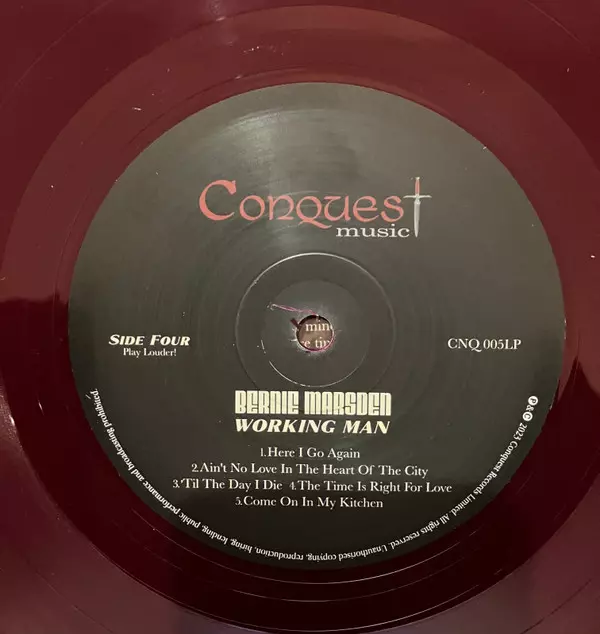 Conquest
music
SIDE FOUR
Play Louder!
CNQ 005LP
BERNIE MARSDEN
WORKING MAN
1.Here I Go Again
2.Ain't No Love In The Heart Of The City
3.'Til The Day I Die 4.The Time Is Right For Love
5.Come On In My Kitchen
℗&© 2023 Conquest Records Limited. All rights reserved. Unauthorised copying, reproduction, hiring, lending, public performance and broadcasting prohibited.